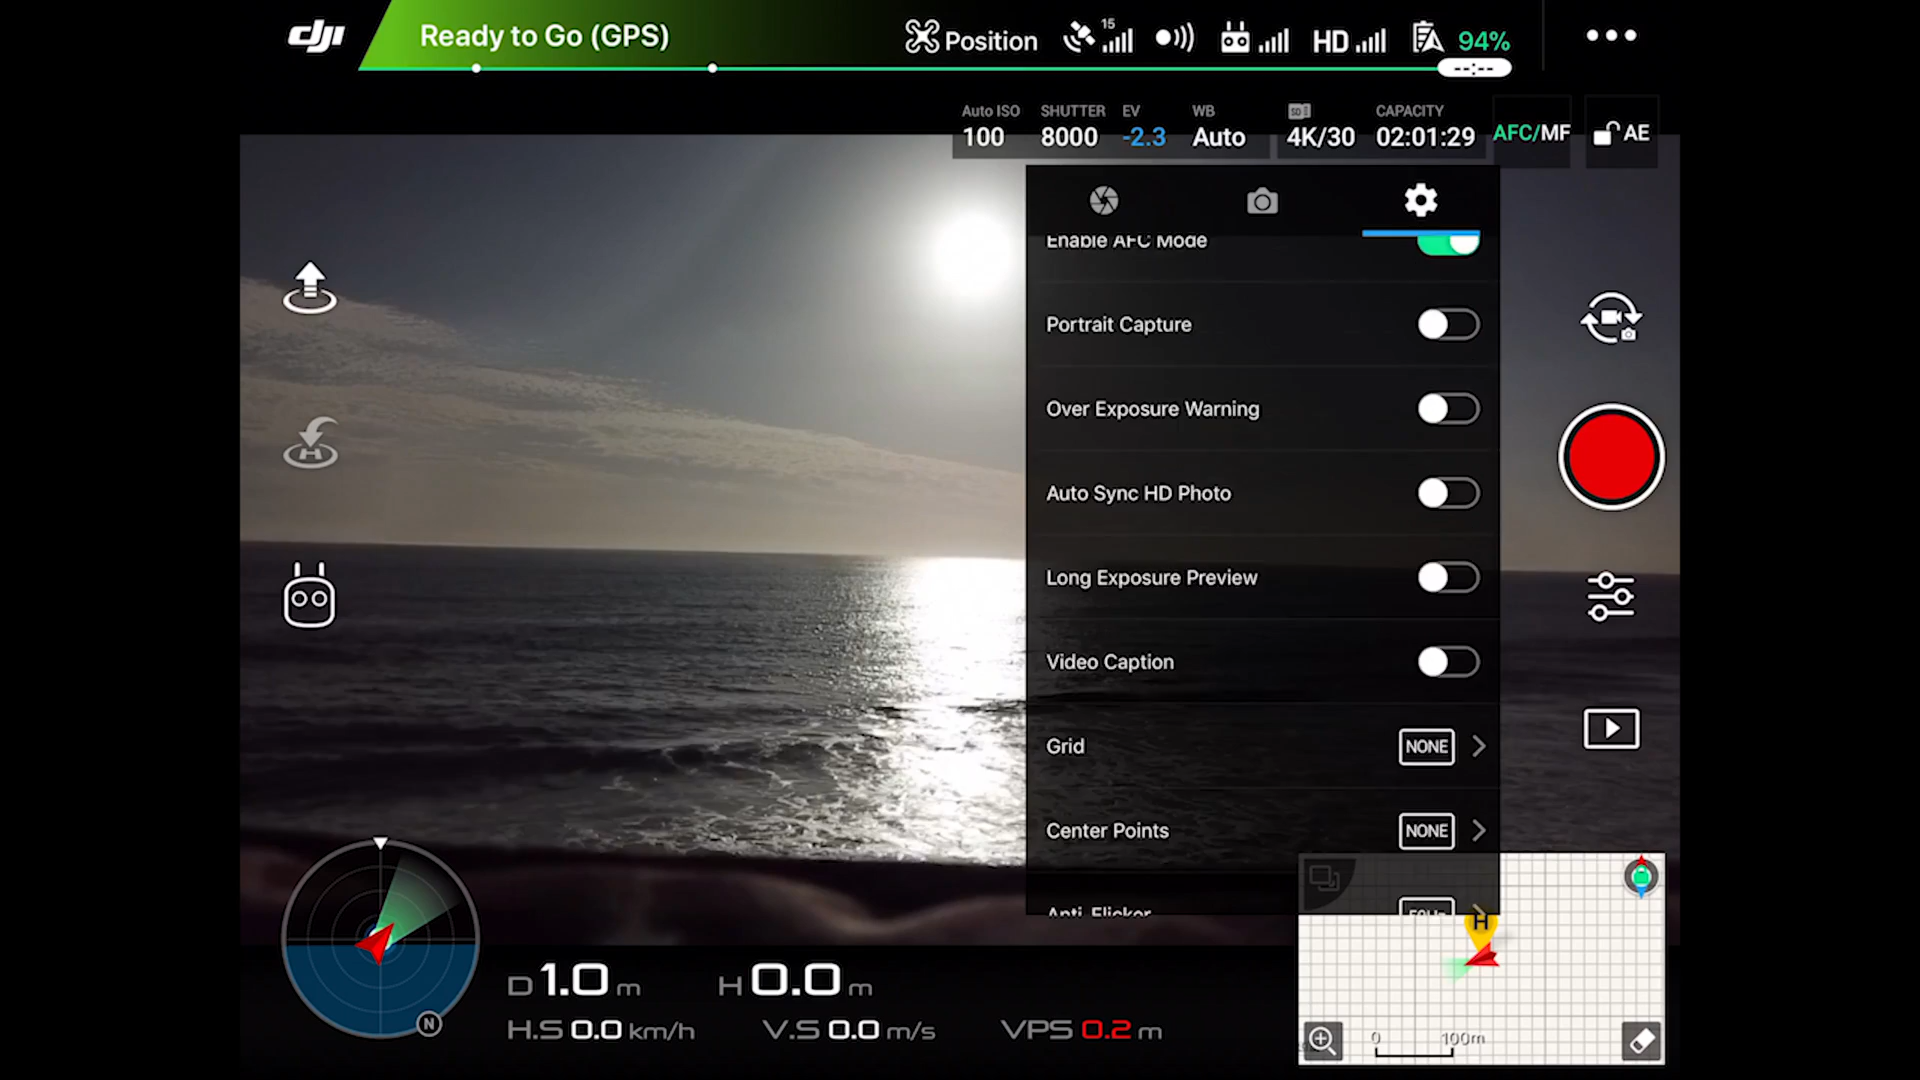 dji
Ready to Go (GPS)
Position
15
HD
94%
--:--
Auto ISO
100
SHUTTER
8000
EV
-2.3
WB
Auto
SD
4K/30
CAPACITY
02:01:29
AFC/MF
AE
Enable AFC Mode
Portrait Capture
Over Exposure Warning
Auto Sync HD Photo
Long Exposure Preview
Video Caption
Grid
NONE
Center Points
NONE
Anti-Flicker
H
H
N
D 1.0 m
H 0.0 m
H.S 0.0 km/h
V.S 0.0 m/s
VPS 0.2 m
0
100m